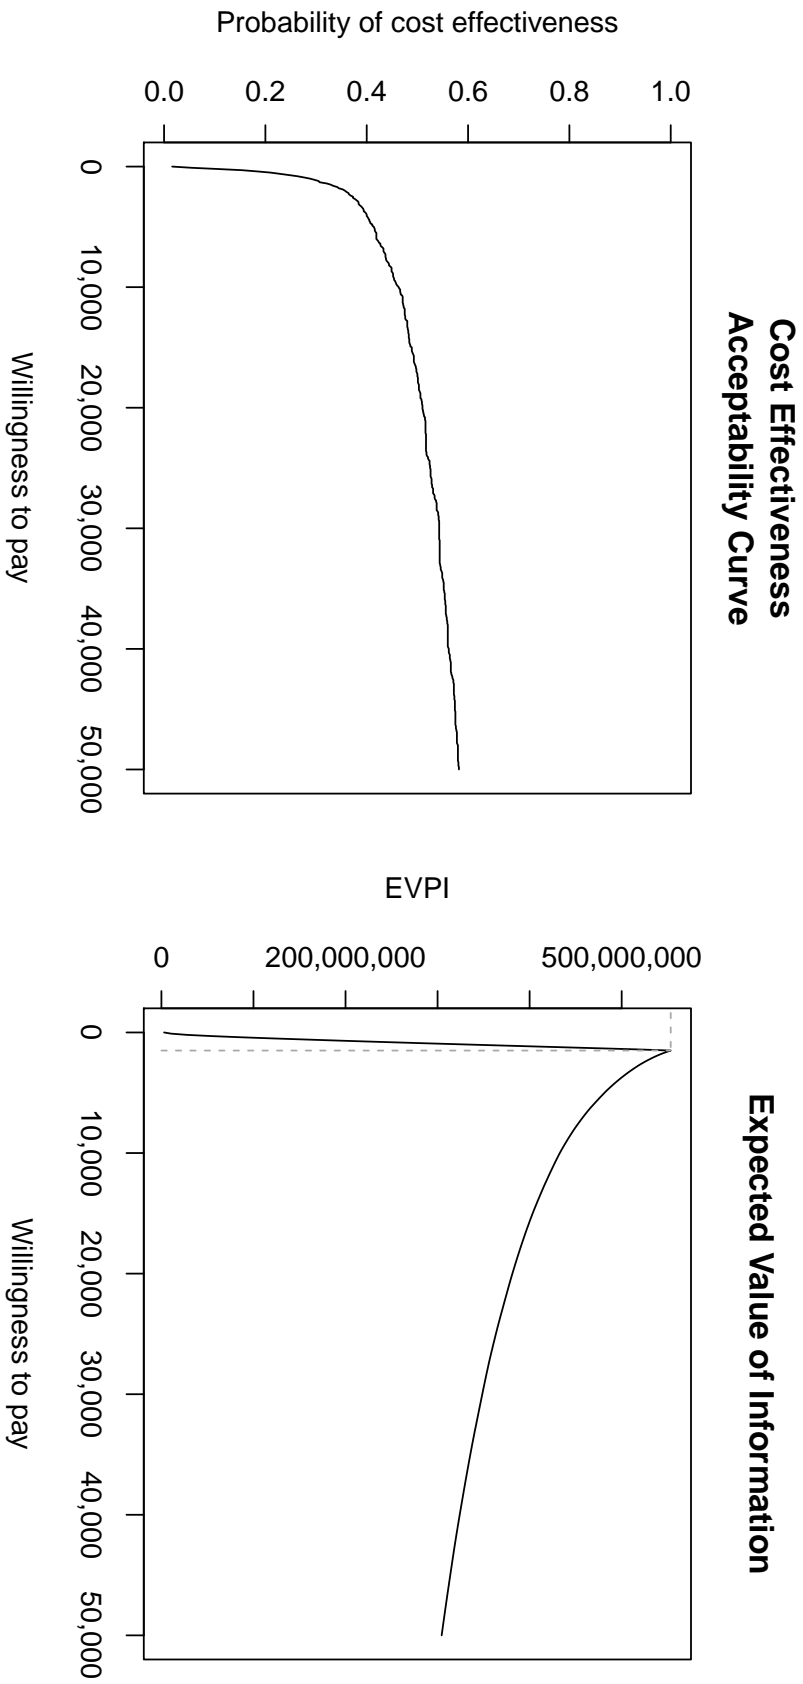 Cost Effectiveness
Acceptability Curve
Probability of cost effectiveness
0.0 0.2 0.4 0.6 0.8 1.0
0 10,000 20,000 30,000 40,000 50,000
Willingness to pay
Expected Value of Information
EVPI
0 200,000,000 500,000,000
0 10,000 20,000 30,000 40,000 50,000
Willingness to pay